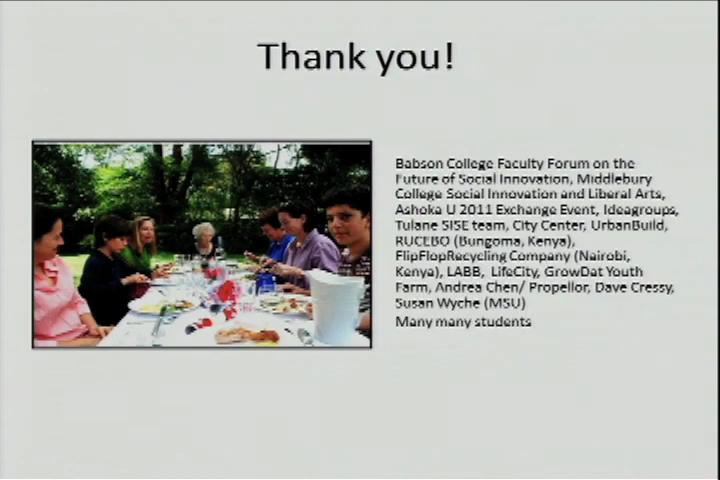 Thank you!
Babson College Faculty Forum on the
Future of Social Innovation, Middlebury
College Social Innovation and Liberal Arts,
Ashoka U 2011 Exchange Event, Ideagroups,
Tulane SISE team, City Center, UrbanBuild,
RUCEBO (Bungoma, Kenya),
FlipFlopRecycling Company (Nairobi,
Kenya), LABB, LifeCity, GrowDat Youth
Farm, Andrea Chen/ Propellor, Dave Cressy,
Susan Wyche (MSU)
Many many students